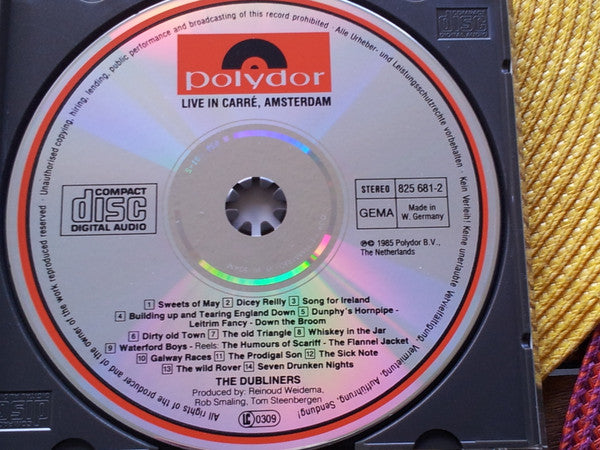 polydor
LIVE IN CARRÉ, AMSTERDAM
COMPACT
disc
DIGITAL AUDIO
STEREO 825 681-2
GEMA Made in
W. Germany
℗© 1985 Polydor B.V.,
The Netherlands
1 Sweets of May 2 Dicey Reilly 3 Song for Ireland
4 Building up and Tearing England Down 5 Dunphy's Hornpipe -
Leitrim Fancy - Down the Broom
6 Dirty old Town 7 The old Triangle 8 Whiskey in the Jar
9 Waterford Boys - Reels: The Humours of Scariff - The Flannel Jacket
10 Galway Races 11 The Prodigal Son 12 The Sick Note
13 The wild Rover 14 Seven Drunken Nights
THE DUBLINERS
Produced by: Reinoud Weidema,
Rob Smaling, Tom Steenbergen
LC 0309
All rights of the producer and of the owner of the work reproduced reserved · Unauthorised copying, hiring, lending, public performance and broadcasting of this record prohibited · Alle Urheber- und Leistungsschutzrechte vorbehalten · Kein Verleih! Keine unerlaubte Vervielfältigung, Vermietung, Aufführung, Sendung!